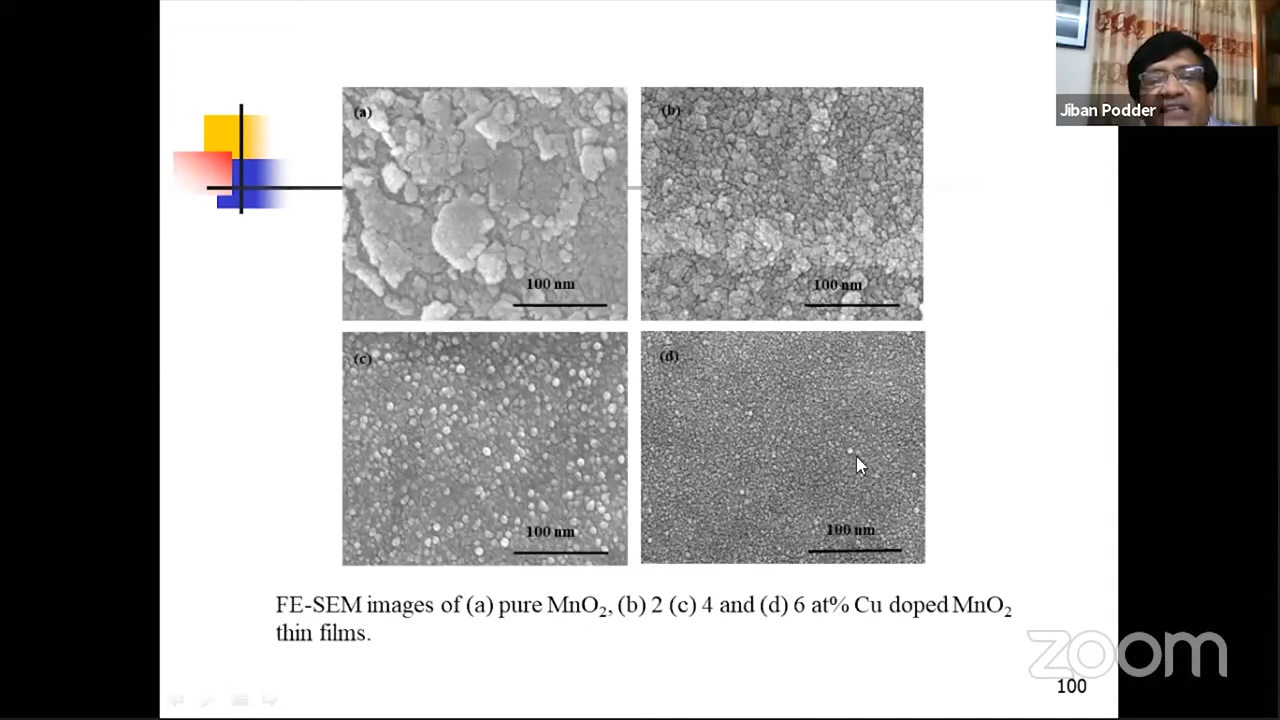 Jiban Podder
(a)
100 nm
(b)
100 nm
(c)
100 nm
(d)
100 nm
FE-SEM images of (a) pure MnO₂, (b) 2 (c) 4 and (d) 6 at% Cu doped MnO₂
thin films.
zoom
100